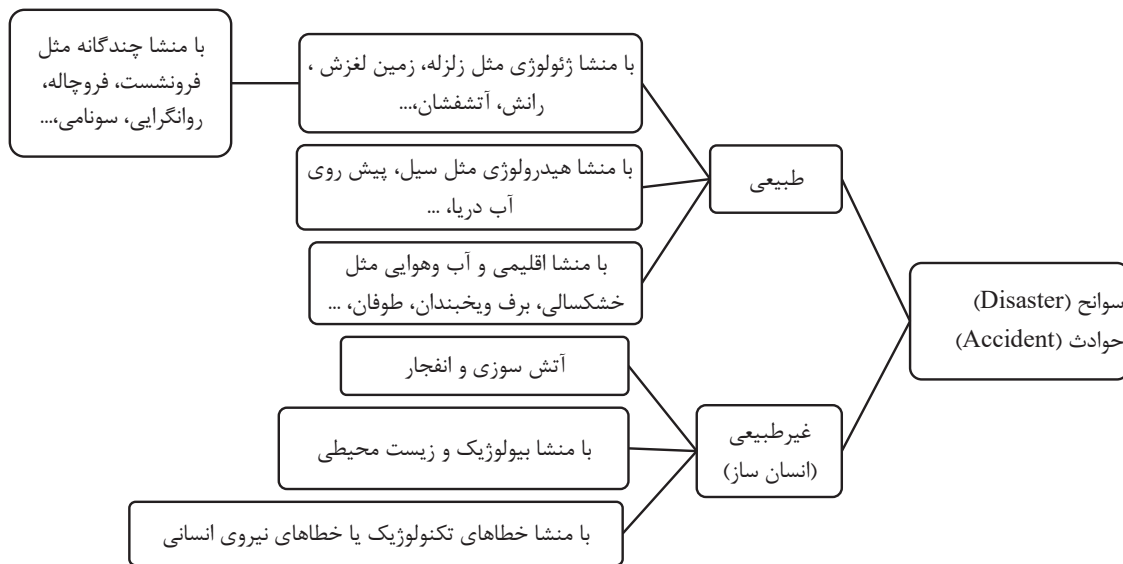 سوانح (Disaster)
حوادث (Accident)
طبیعی
با منشا ژئولوژی مثل زلزله، زمین لغزش ،
رانش، آتشفشان،...
با منشا چندگانه مثل
فرونشست، فروچاله،
روانگرایی، سونامی،...
با منشا هیدرولوژی مثل سیل، پیش روی
آب دریا، ...
با منشا اقلیمی و آب وهوایی مثل
خشکسالی، برف ویخبندان، طوفان، ...
غیرطبیعی
(انسان ساز)
آتش سوزی و انفجار
با منشا بیولوژیک و زیست محیطی
با منشا خطاهای تکنولوژیک یا خطاهای نیروی انسانی